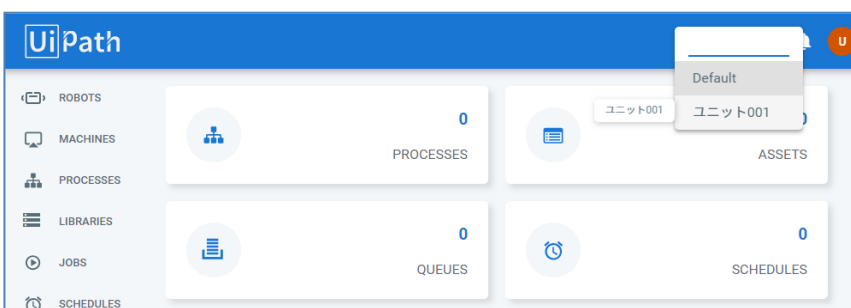 UiPath
U
Default
ユニット001
ユニット001
ROBOTS
MACHINES
PROCESSES
LIBRARIES
JOBS
SCHEDULES
0
PROCESSES
ASSETS
0
QUEUES
0
SCHEDULES